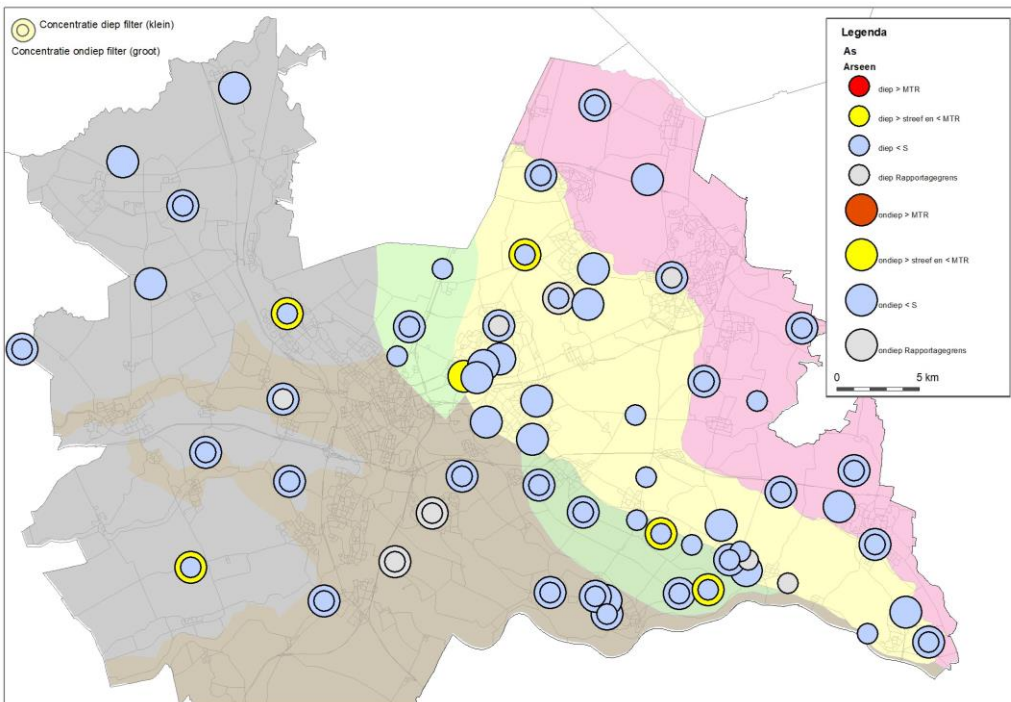 Concentratie diep filter (klein)
Concentratie ondiep filter (groot)
Legenda
As
Arseen
diep > MTR
diep > streef en < MTR
diep < S
diep Rapportagegrens
ondiep > MTR
ondiep > streef en < MTR
ondiep < S
ondiep Rapportagegrens
0 5 km